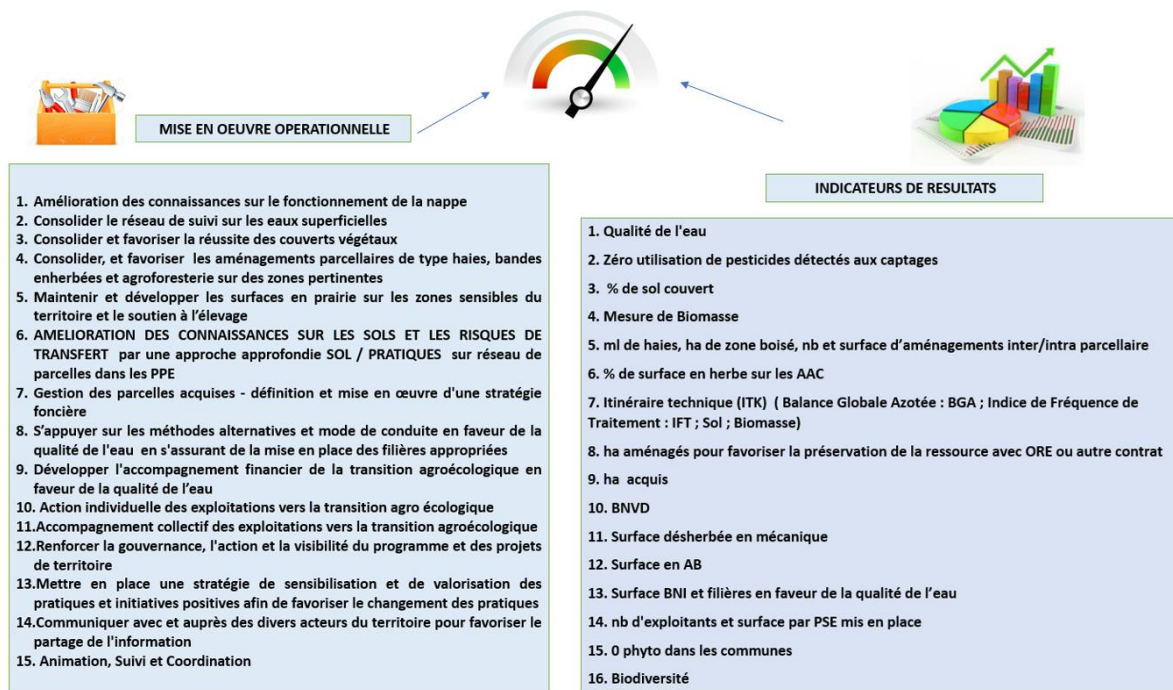 MISE EN OEUVRE OPERATIONNELLE
1. Amélioration des connaissances sur le fonctionnement de la nappe
2. Consolider le réseau de suivi sur les eaux superficielles
3. Consolider et favoriser la réussite des couverts végétaux
4. Consolider, et favoriser les aménagements parcellaires de type haies, bandes
enherbées et agroforesterie sur des zones pertinentes
5. Maintenir et développer les surfaces en prairie sur les zones sensibles du
territoire et le soutien à l'élevage
6. AMELIORATION DES CONNAISSANCES SUR LES SOLS ET LES RISQUES DE
TRANSFERT par une approche approfondie SOL / PRATIQUES sur réseau de
parcelles dans les PPE
7. Gestion des parcelles acquises - définition et mise en œuvre d'une stratégie
foncière
8. S'appuyer sur les méthodes alternatives et mode de conduite en faveur de la
qualité de l'eau en s'assurant de la mise en place des filières appropriées
9. Développer l'accompagnement financier de la transition agroécologique en
faveur de la qualité de l'eau
10. Action individuelle des exploitations vers la transition agro écologique
11.Accompagnement collectif des exploitations vers la transition agroécologique
12.Renforcer la gouvernance, l'action et la visibilité du programme et des projets
de territoire
13.Mettre en place une stratégie de sensibilisation et de valorisation des
pratiques et initiatives positives afin de favoriser le changement des pratiques
14.Communiquer avec et auprès des divers acteurs du territoire pour favoriser le
partage de l'information
15. Animation, Suivi et Coordination
INDICATEURS DE RESULTATS
1. Qualité de l'eau
2. Zéro utilisation de pesticides détectés aux captages
3. % de sol couvert
4. Mesure de Biomasse
5. ml de haies, ha de zone boisé, nb et surface d'aménagements inter/intra parcellaire
6. % de surface en herbe sur les AAC
7. Itinéraire technique (ITK) ( Balance Globale Azotée : BGA ; Indice de Fréquence de
Traitement : IFT ; Sol ; Biomasse)
8. ha aménagés pour favoriser la préservation de la ressource avec ORE ou autre contrat
9. ha acquis
10. BNVD
11. Surface désherbée en mécanique
12. Surface en AB
13. Surface BNI et filières en faveur de la qualité de l'eau
14. nb d'exploitants et surface par PSE mis en place
15. 0 phyto dans les communes
16. Biodiversité